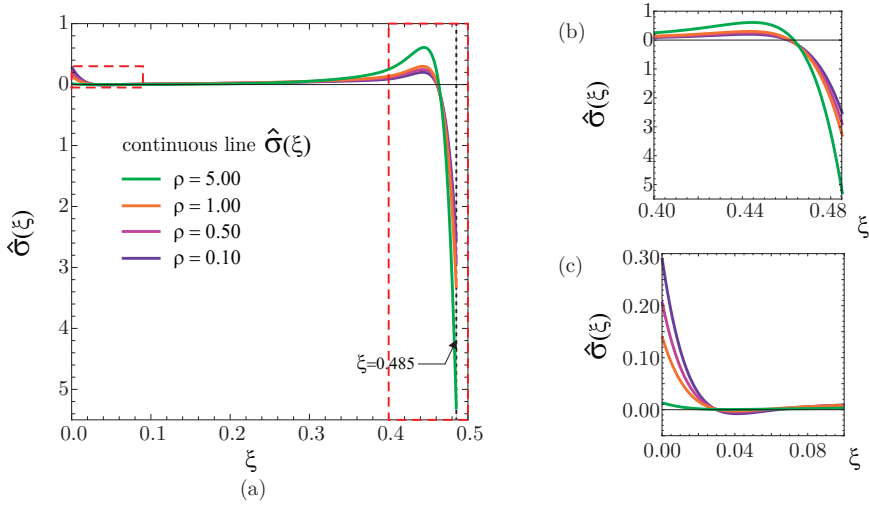 1
0
1
2
3
4
5
σ̂(ξ)
continuous line σ̂(ξ)
ρ = 5.00
ρ = 1.00
ρ = 0.50
ρ = 0.10
ξ=0.485
0.0 0.1 0.2 0.3 0.4 0.5
ξ
(a)
(b)
1
0
1
2
3
4
5
σ̂(ξ)
0.40 0.44 0.48
ξ
(c)
0.30
0.20
0.10
0.00
σ̂(ξ)
0.00 0.04 0.08
ξ